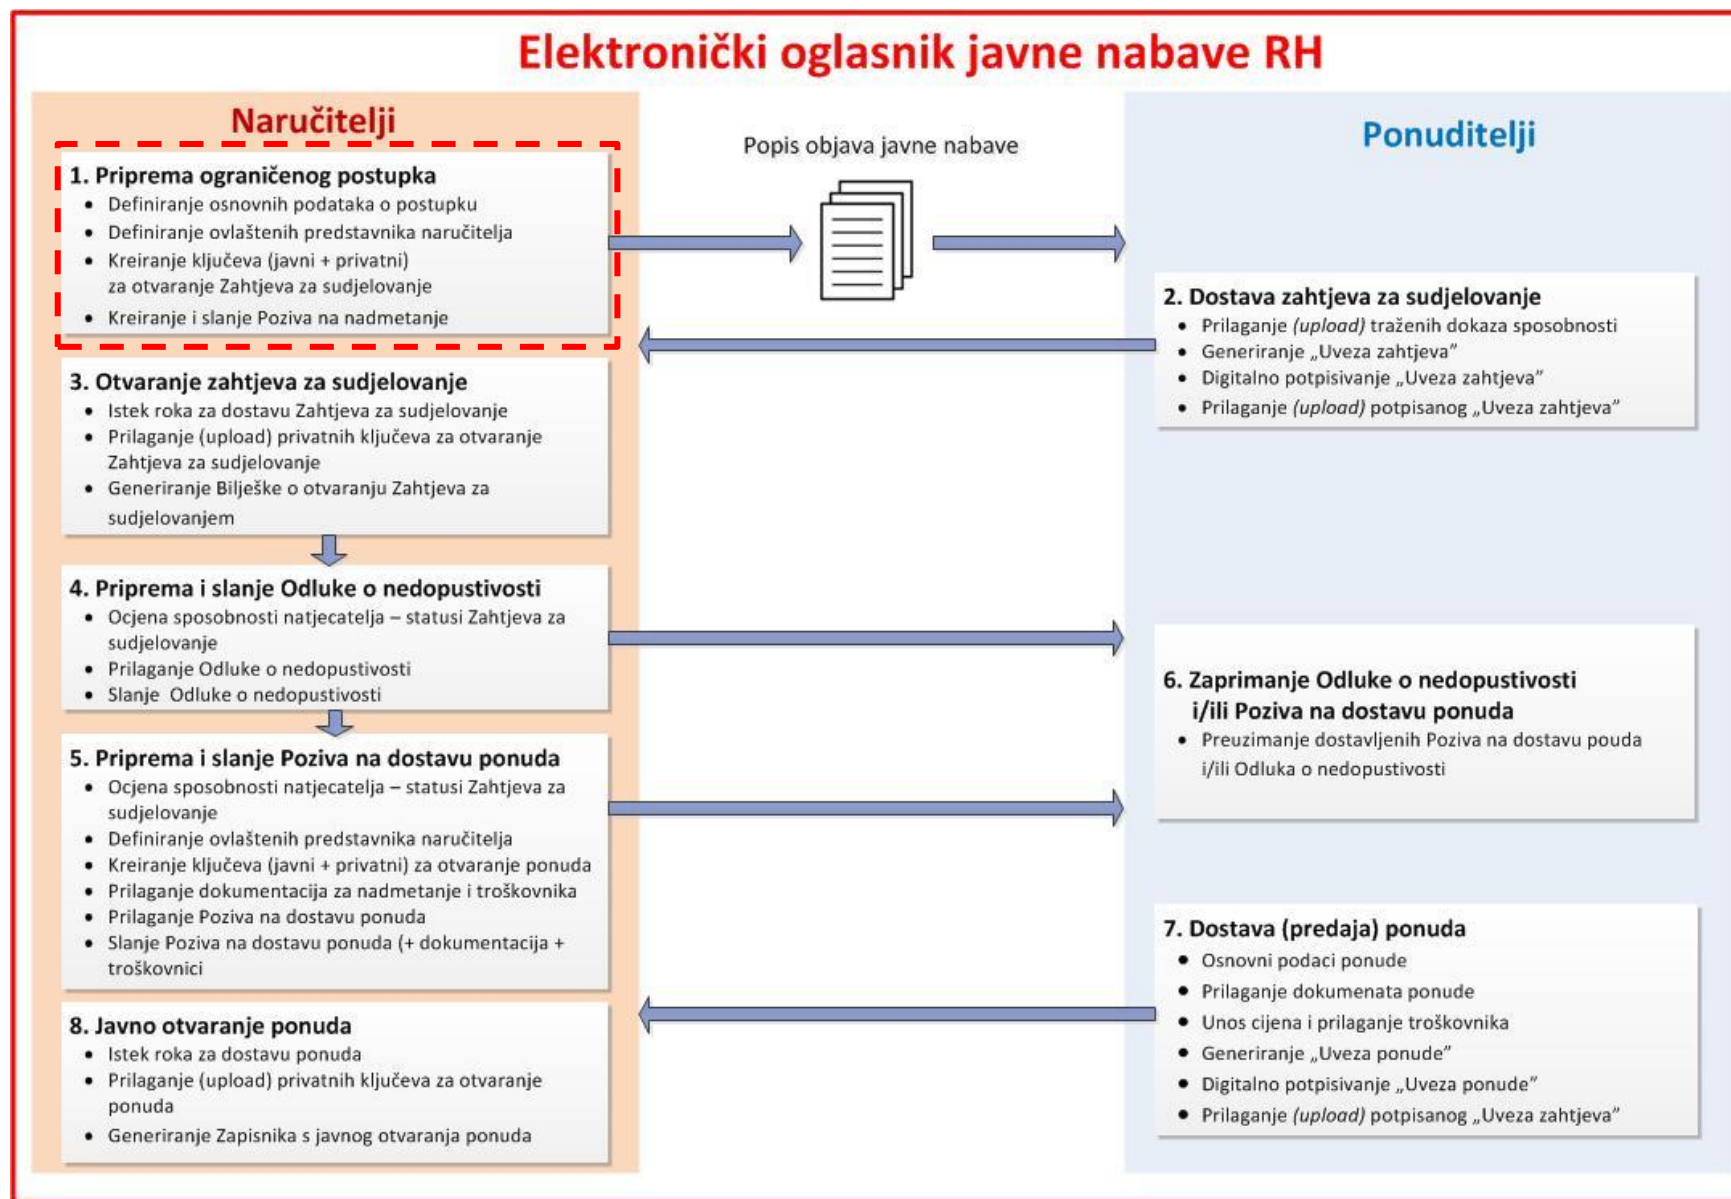 Elektronički oglasnik javne nabave RH
Naručitelji
1. Priprema ograničenog postupka
• Definiranje osnovnih podataka o postupku
• Definiranje ovlaštenih predstavnika naručitelja
• Kreiranje ključeva (javni + privatni)
za otvaranje Zahtjeva za sudjelovanje
• Kreiranje i slanje Poziva na nadmetanje
Popis objava javne nabave
Ponuditelji
2. Dostava zahtjeva za sudjelovanje
• Prilaganje (upload) traženih dokaza sposobnosti
• Generiranje „Uveza zahtjeva”
• Digitalno potpisivanje „Uveza zahtjeva”
• Prilaganje (upload) potpisanog „Uveza zahtjeva”
3. Otvaranje zahtjeva za sudjelovanje
• Istek roka za dostavu Zahtjeva za sudjelovanje
• Prilaganje (upload) privatnih ključeva za otvaranje
Zahtjeva za sudjelovanje
• Generiranje Bilješke o otvaranju Zahtjeva za
sudjelovanjem
4. Priprema i slanje Odluke o nedopustivosti
• Ocjena sposobnosti natjecatelja – statusi Zahtjeva za
sudjelovanje
• Prilaganje Odluke o nedopustivosti
• Slanje Odluke o nedopustivosti
5. Priprema i slanje Poziva na dostavu ponuda
• Ocjena sposobnosti natjecatelja – statusi Zahtjeva za
sudjelovanje
• Definiranje ovlaštenih predstavnika naručitelja
• Kreiranje ključeva (javni + privatni) za otvaranje ponuda
• Prilaganje dokumentacija za nadmetanje i troškovnika
• Prilaganje Poziva na dostavu ponuda
• Slanje Poziva na dostavu ponuda (+ dokumentacija +
troškovnici
6. Zaprimanje Odluke o nedopustivosti
i/ili Poziva na dostavu ponuda
• Preuzimanje dostavljenih Poziva na dostavu pouda
i/ili Odluka o nedopustivosti
7. Dostava (predaja) ponuda
• Osnovni podaci ponude
• Prilaganje dokumenata ponude
• Unos cijena i prilaganje troškovnika
• Generiranje „Uveza ponude”
• Digitalno potpisivanje „Uveza ponude”
• Prilaganje (upload) potpisanog „Uveza zahtjeva”
8. Javno otvaranje ponuda
• Istek roka za dostavu ponuda
• Prilaganje (upload) privatnih ključeva za otvaranje
ponuda
• Generiranje Zapisnika s javnog otvaranja ponuda